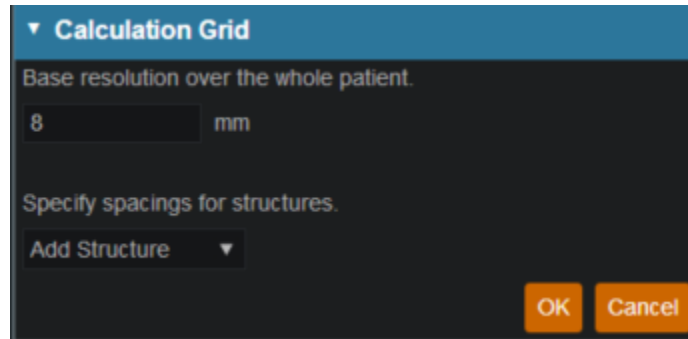 Calculation Grid
Base resolution over the whole patient.
8 mm
Specify spacings for structures.
Add Structure
OK Cancel